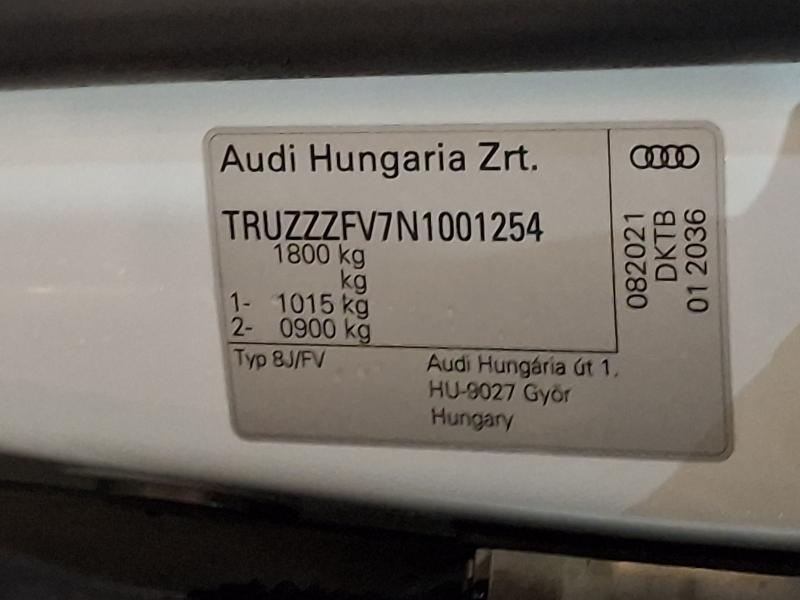 Audi Hungaria Zrt.
TRUZZZFV7N1001254
1800 kg
kg
1- 1015 kg
2- 0900 kg
Typ 8J/FV
Audi Hungária út 1.
HU-9027 Győr
Hungary
082021
DKTB
01 2036